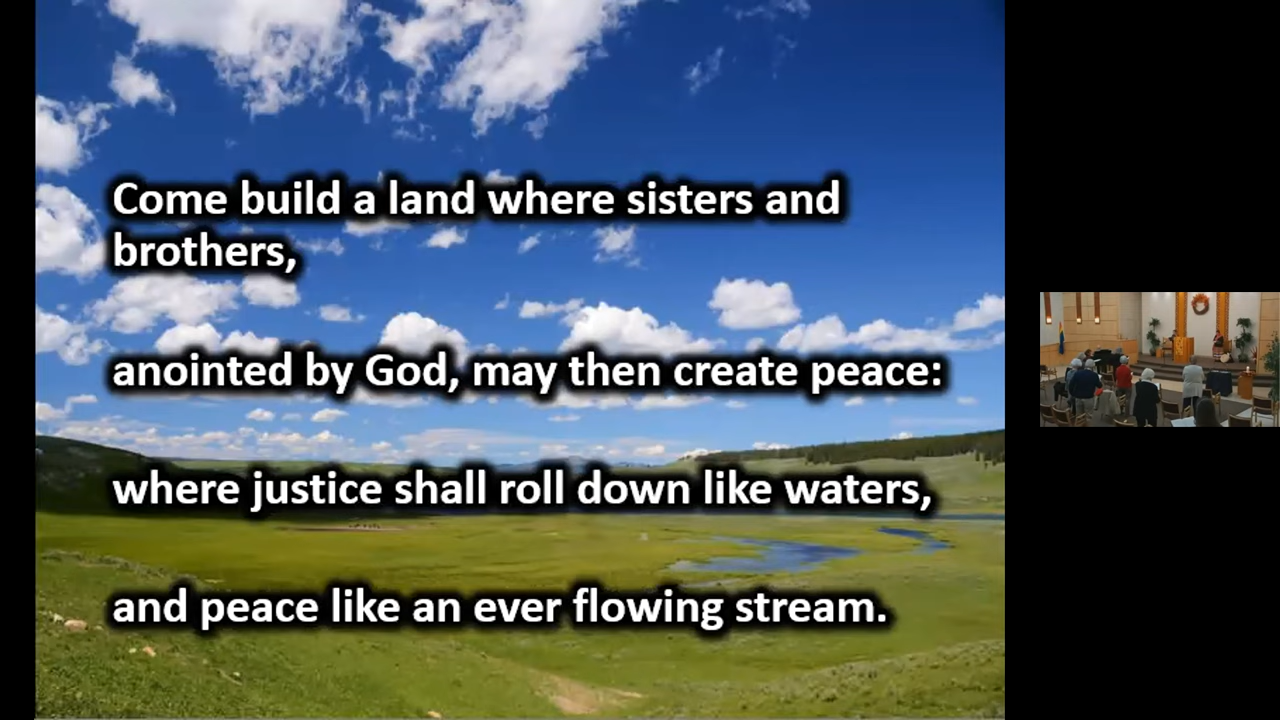 Come build a land where sisters and
brothers,
anointed by God, may then create peace:
where justice shall roll down like waters,
and peace like an ever flowing stream.